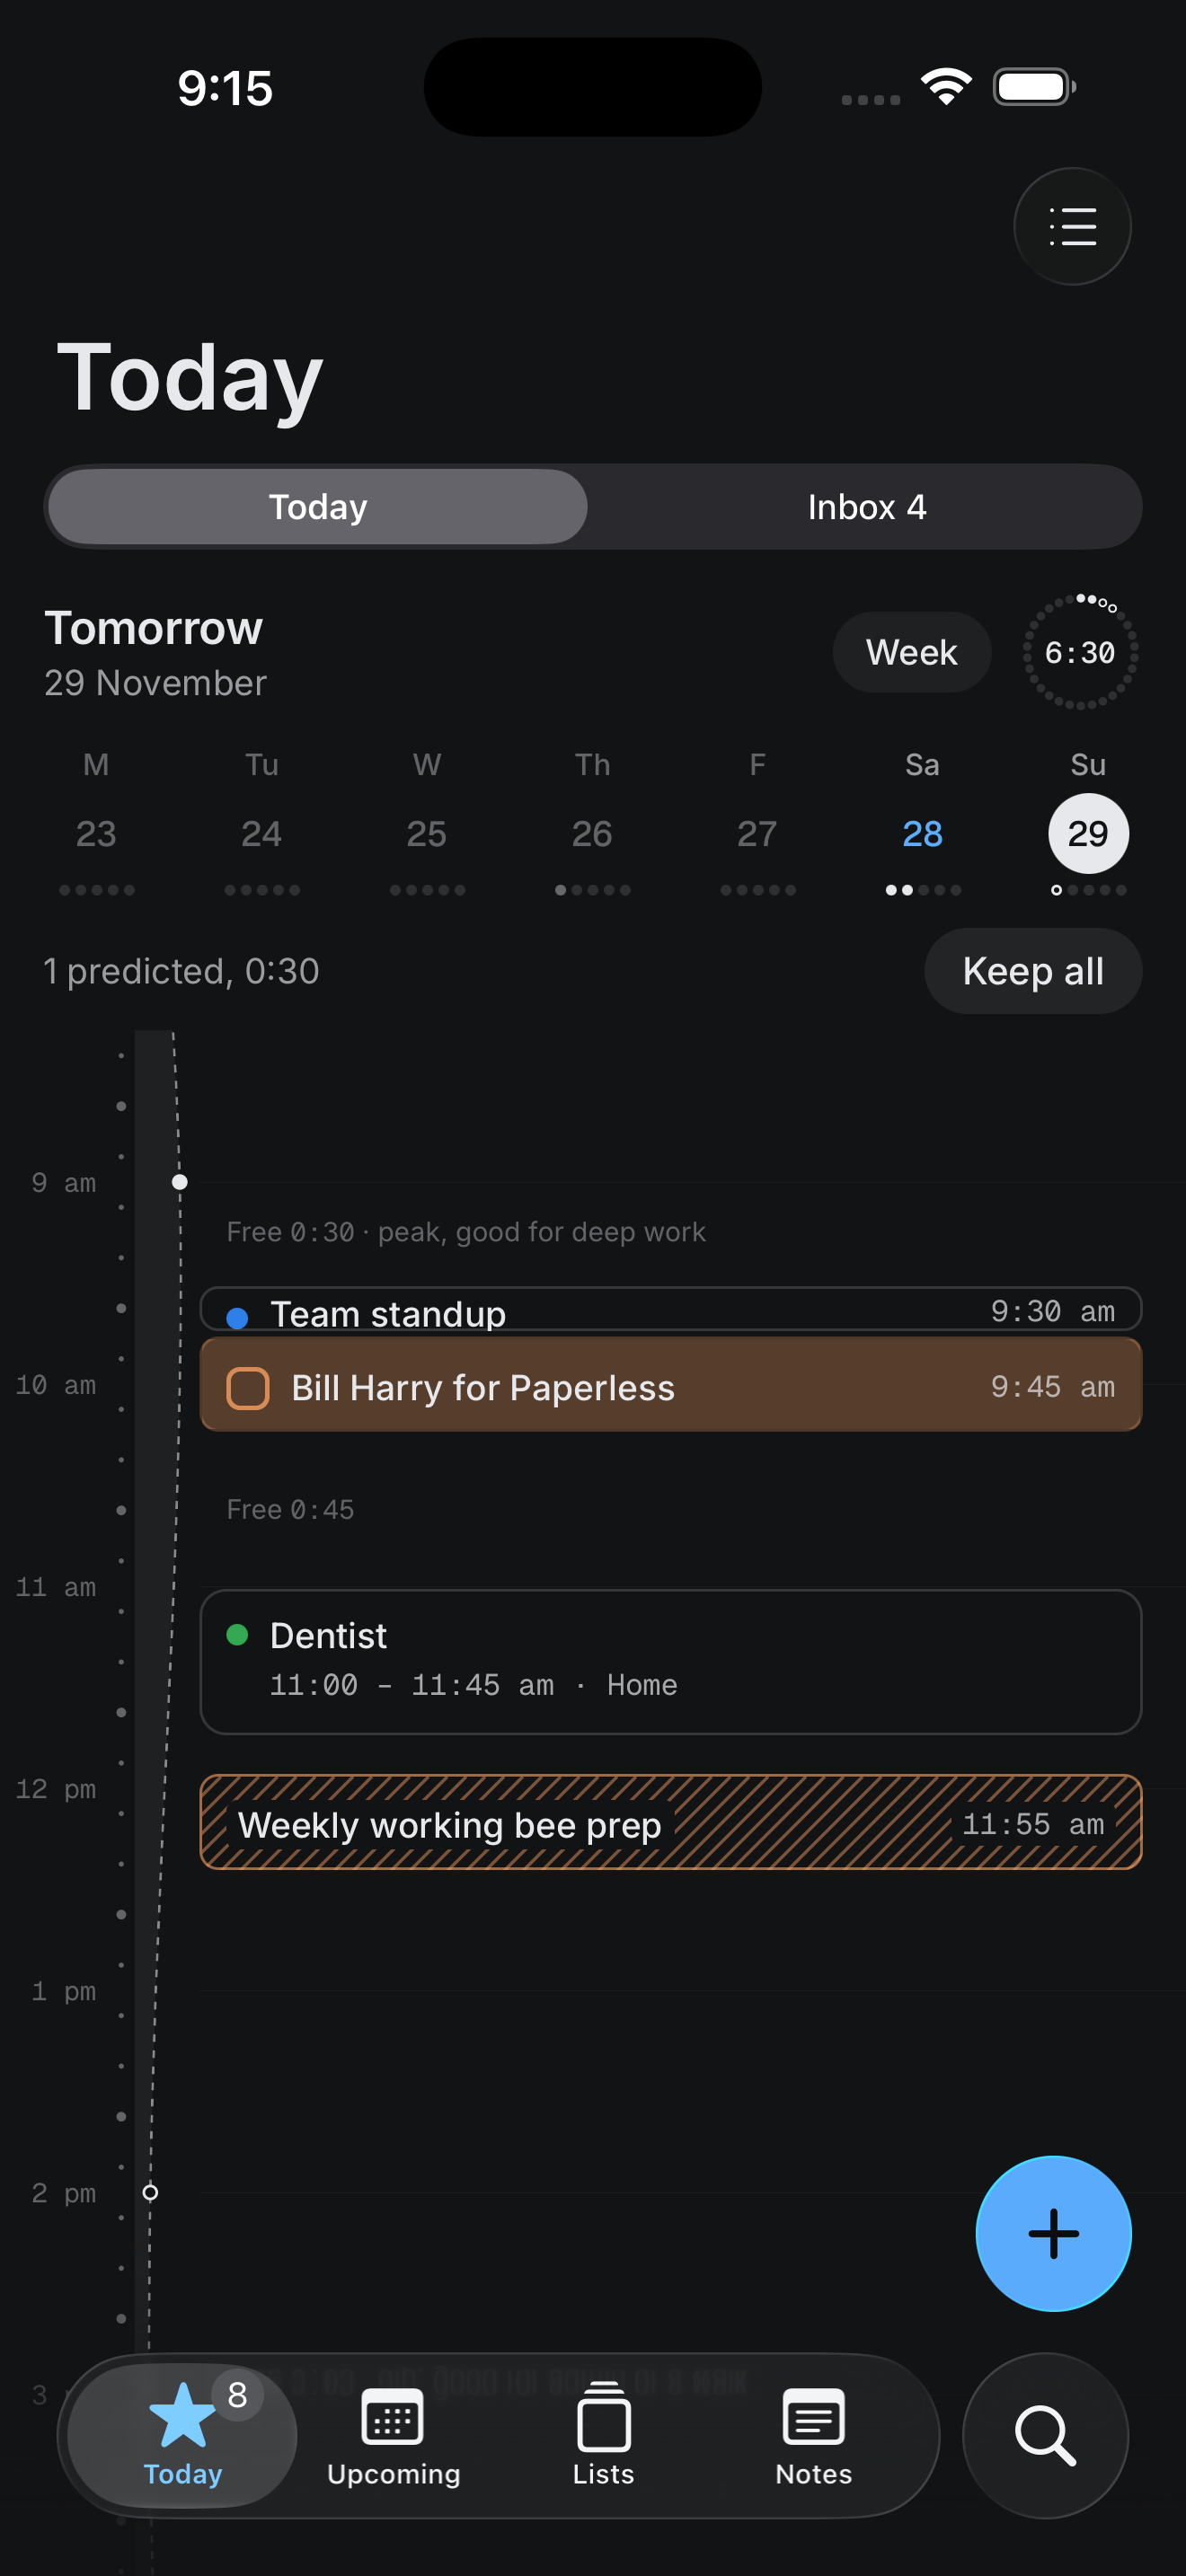 9:15
Today
Today
Inbox 4
Tomorrow
29 November
Week
6:30
M Tu W Th F Sa Su
23 24 25 26 27 28 29
1 predicted, 0:30
Keep all
9 am
Free 0:30 · peak, good for deep work
Team standup 9:30 am
10 am
Bill Harry for Paperless 9:45 am
Free 0:45
11 am
Dentist
11:00 – 11:45 am · Home
12 pm
Weekly working bee prep 11:55 am
1 pm
2 pm
3
8
Today
Upcoming
Lists
Notes